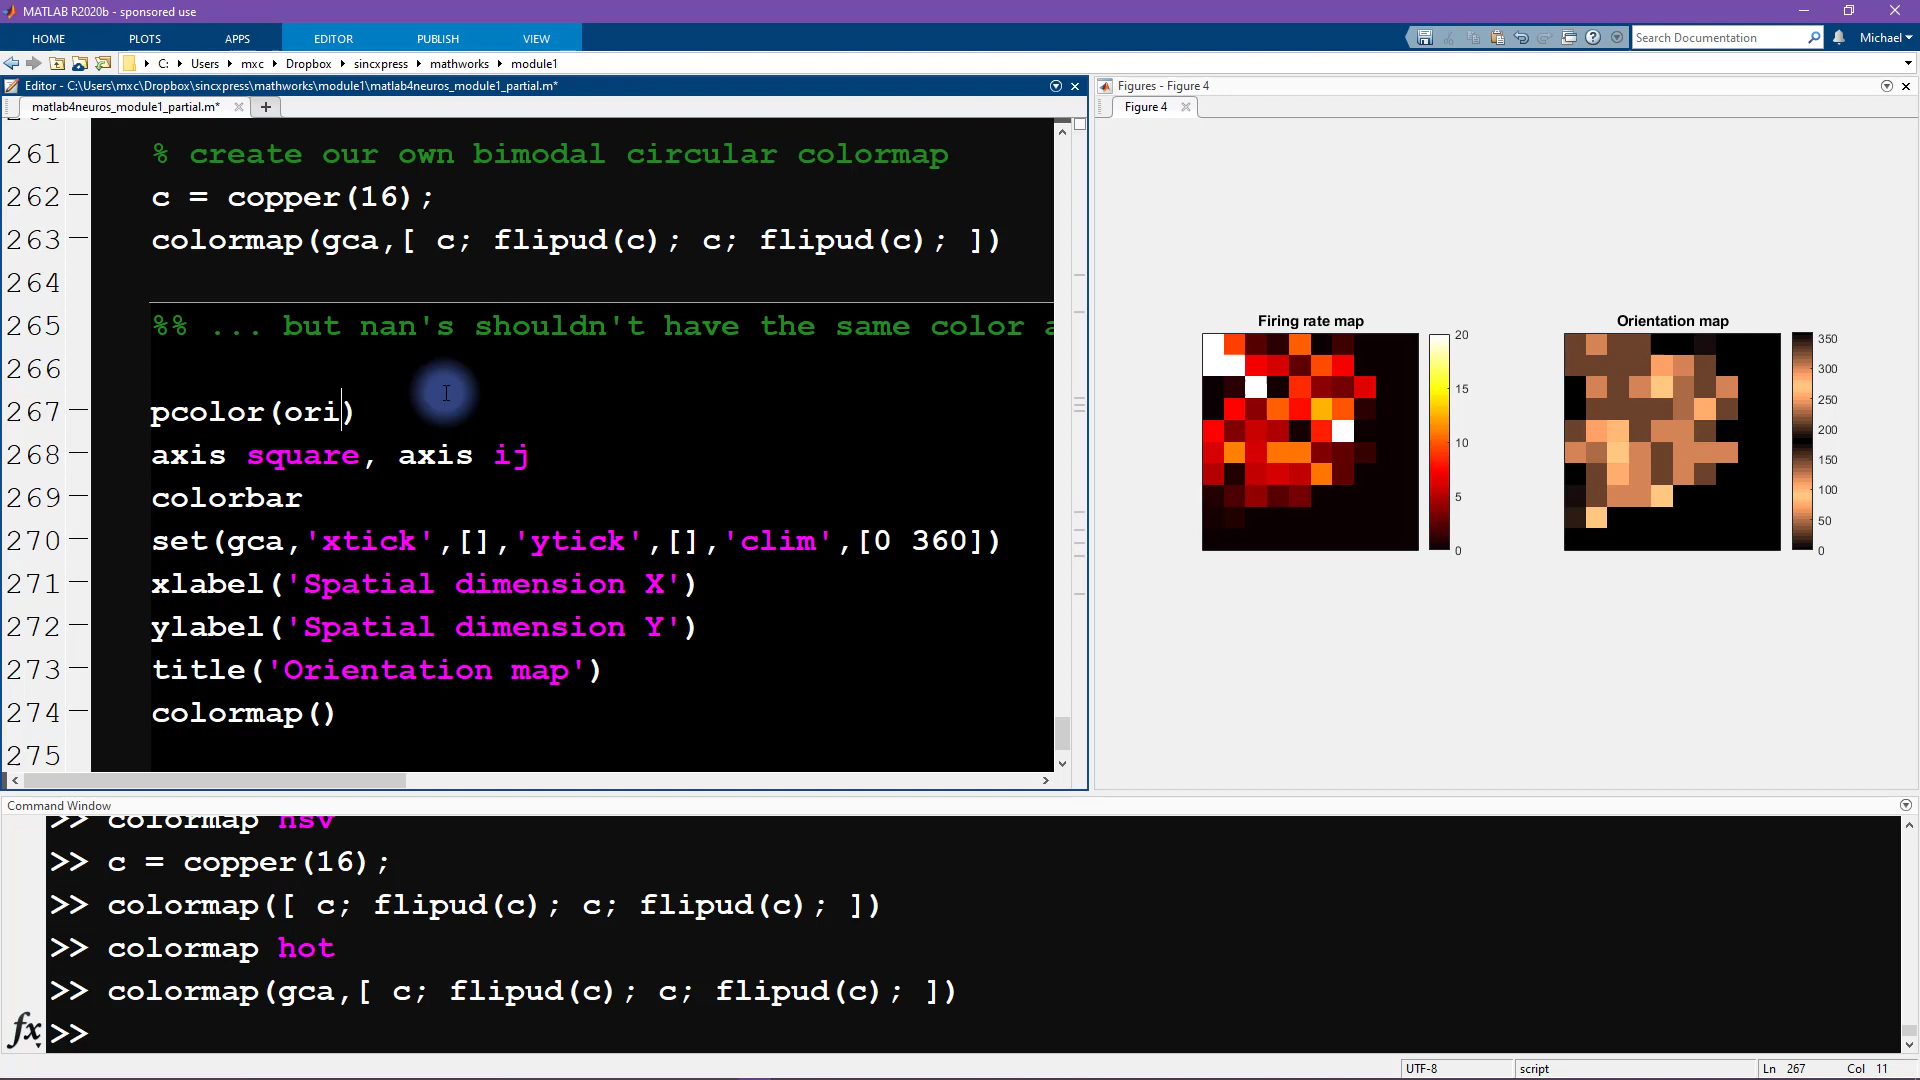 MATLAB R2020b - sponsored use
HOME PLOTS APPS EDITOR PUBLISH VIEW
Search Documentation
Michael
C: Users mxc Dropbox sincxpress mathworks module1
Editor - C:\Users\mxc\Dropbox\sincxpress\mathworks\module1\matlab4neuros_module1_partial.m*
matlab4neuros_module1_partial.m*
261 % create our own bimodal circular colormap
262 c = copper(16);
263 colormap(gca,[ c; flipud(c); c; flipud(c); ])
264
265 %% ... but nan's shouldn't have the same color a
266
267 pcolor(ori)
268 axis square, axis ij
269 colorbar
270 set(gca,'xtick',[],'ytick',[],'clim',[0 360])
271 xlabel('Spatial dimension X')
272 ylabel('Spatial dimension Y')
273 title('Orientation map')
274 colormap()
275
Figures - Figure 4
Figure 4
Firing rate map
20
15
10
5
0
Orientation map
350
300
250
200
150
100
50
0
Command Window
>> colormap hsv
>> c = copper(16);
>> colormap([ c; flipud(c); c; flipud(c); ])
>> colormap hot
>> colormap(gca,[ c; flipud(c); c; flipud(c); ])
fx >>
UTF-8 script Ln 267 Col 11